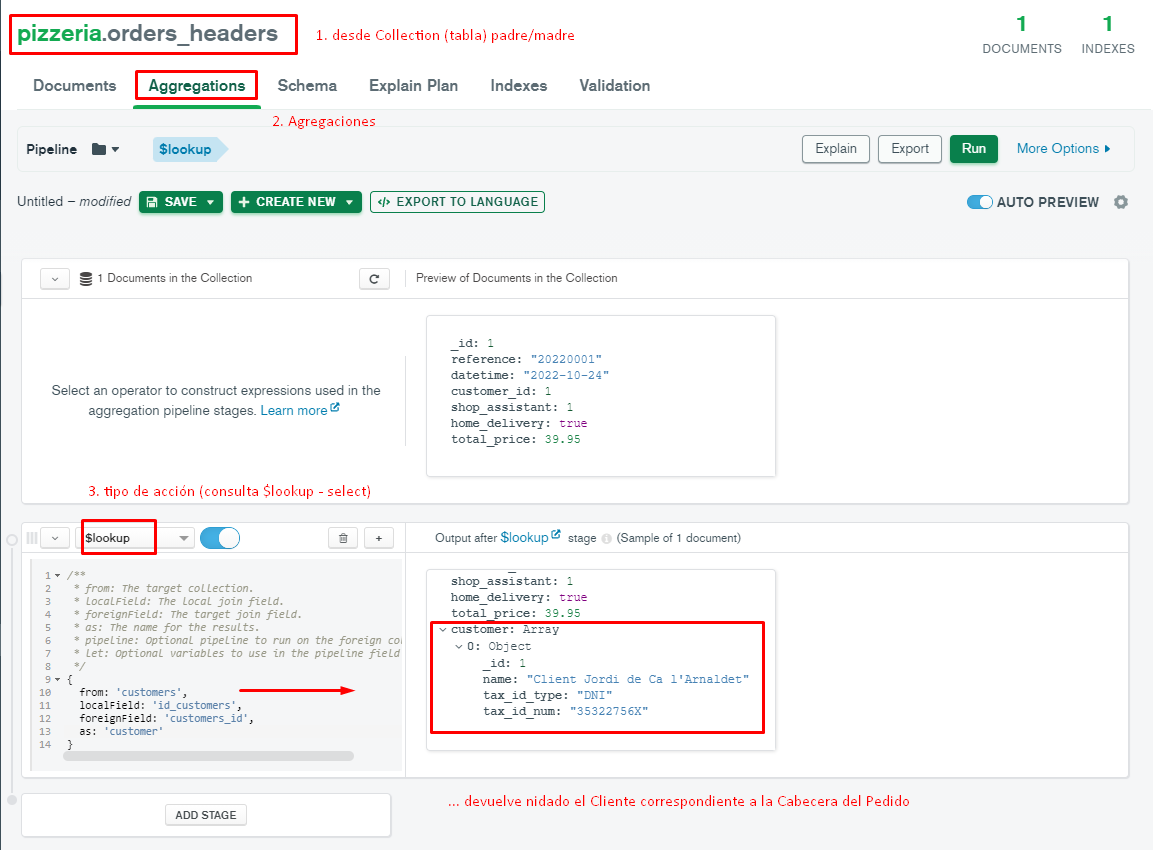 pizzeria.orders_headers
1. desde Collection (tabla) padre/madre
1
DOCUMENTS
1
INDEXES
Documents
Aggregations
Schema
Explain Plan
Indexes
Validation
2. Agregaciones
Pipeline
$lookup
Explain
Export
Run
More Options
Untitled – modified
SAVE
CREATE NEW
</> EXPORT TO LANGUAGE
AUTO PREVIEW
1 Documents in the Collection
Preview of Documents in the Collection
Select an operator to construct expressions used in the
aggregation pipeline stages. Learn more
_id: 1
reference: "20220001"
datetime: "2022-10-24"
customer_id: 1
shop_assistant: 1
home_delivery: true
total_price: 39.95
3. tipo de acción (consulta $lookup - select)
$lookup
+
Output after $lookup stage (Sample of 1 document)
1 /**
2 * from: The target collection.
3 * localField: The local join field.
4 * foreignField: The target join field.
5 * as: The name for the results.
6 * pipeline: Optional pipeline to run on the foreign co
7 * let: Optional variables to use in the pipeline field
8 */
9 {
10 from: 'customers',
11 localField: 'id_customers',
12 foreignField: 'customers_id',
13 as: 'customer'
14 }
shop_assistant: 1
home_delivery: true
total_price: 39.95
customer: Array
0: Object
_id: 1
name: "Client Jordi de Ca l'Arnaldet"
tax_id_type: "DNI"
tax_id_num: "35322756X"
... devuelve nidado el Cliente correspondiente a la Cabecera del Pedido
ADD STAGE